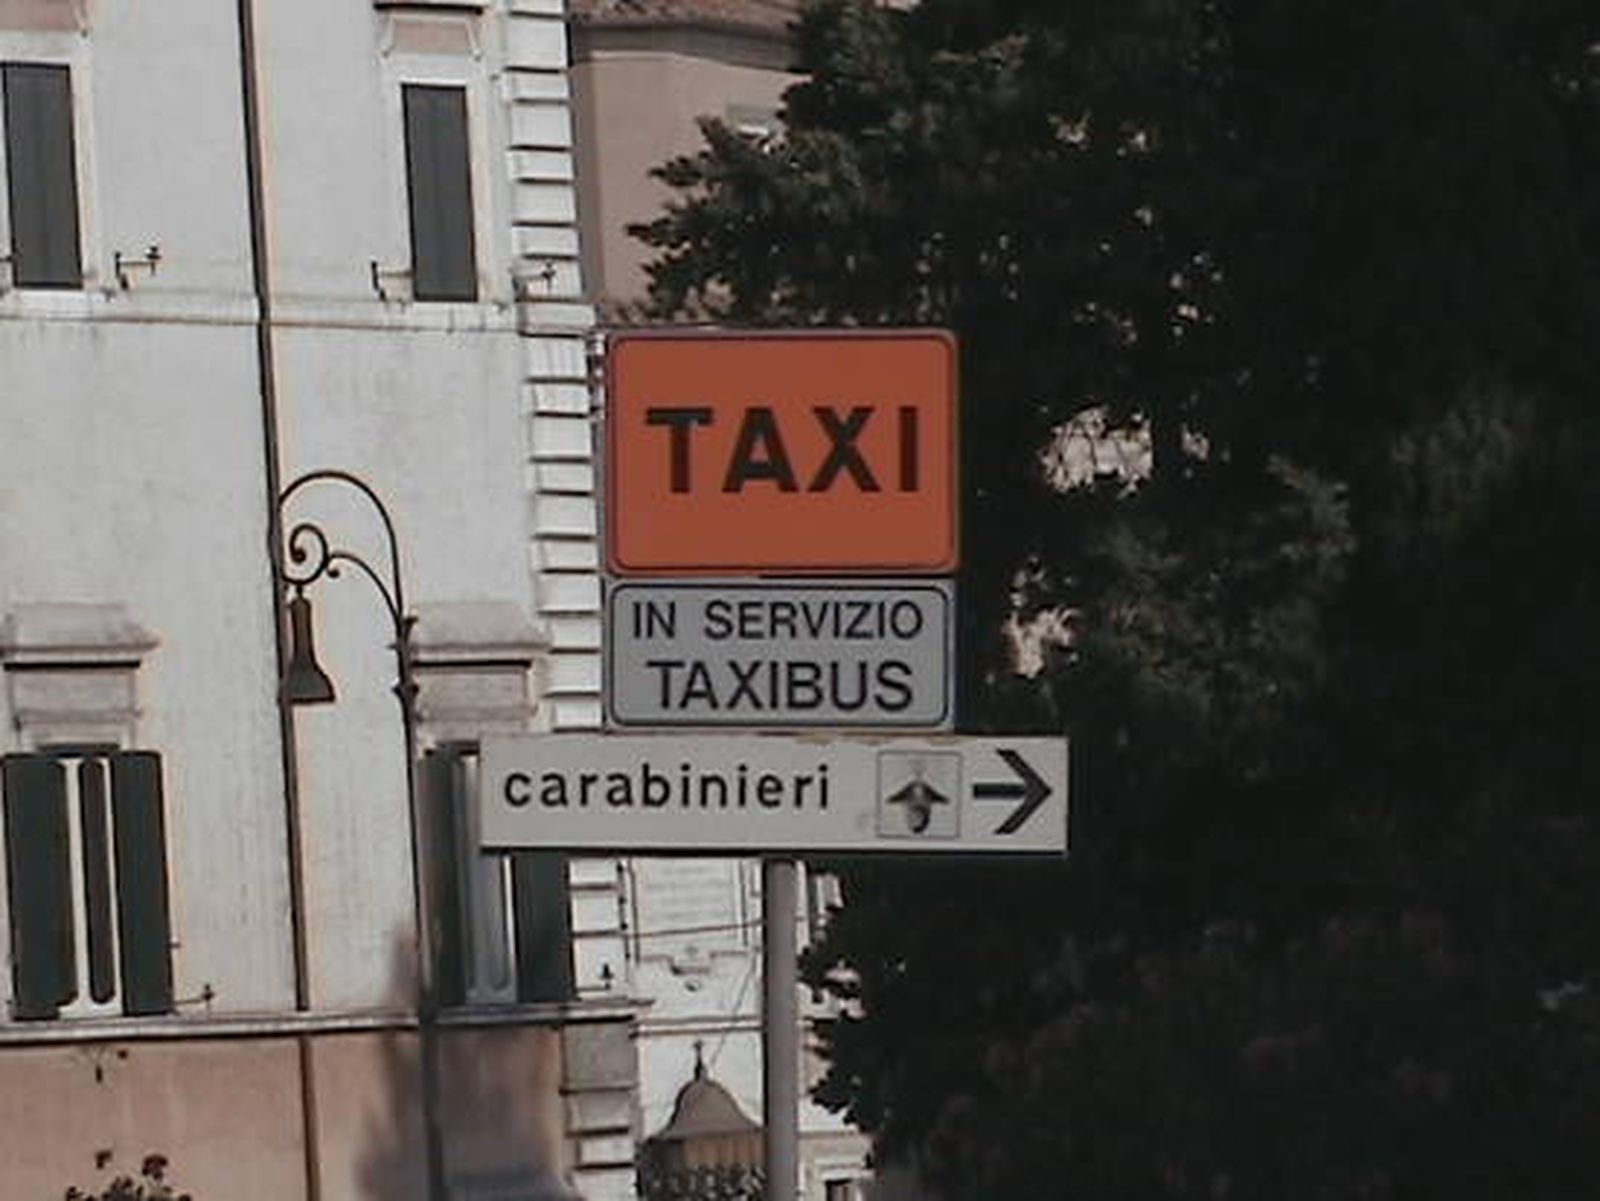 TAXI
IN SERVIZIO
TAXIBUS
carabinieri